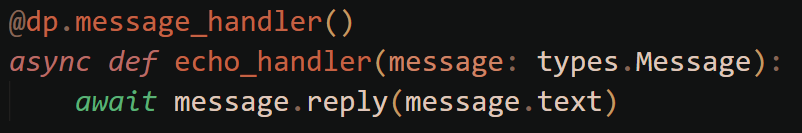 @dp.message_handler()
async def echo_handler(message: types.Message):
    await message.reply(message.text)